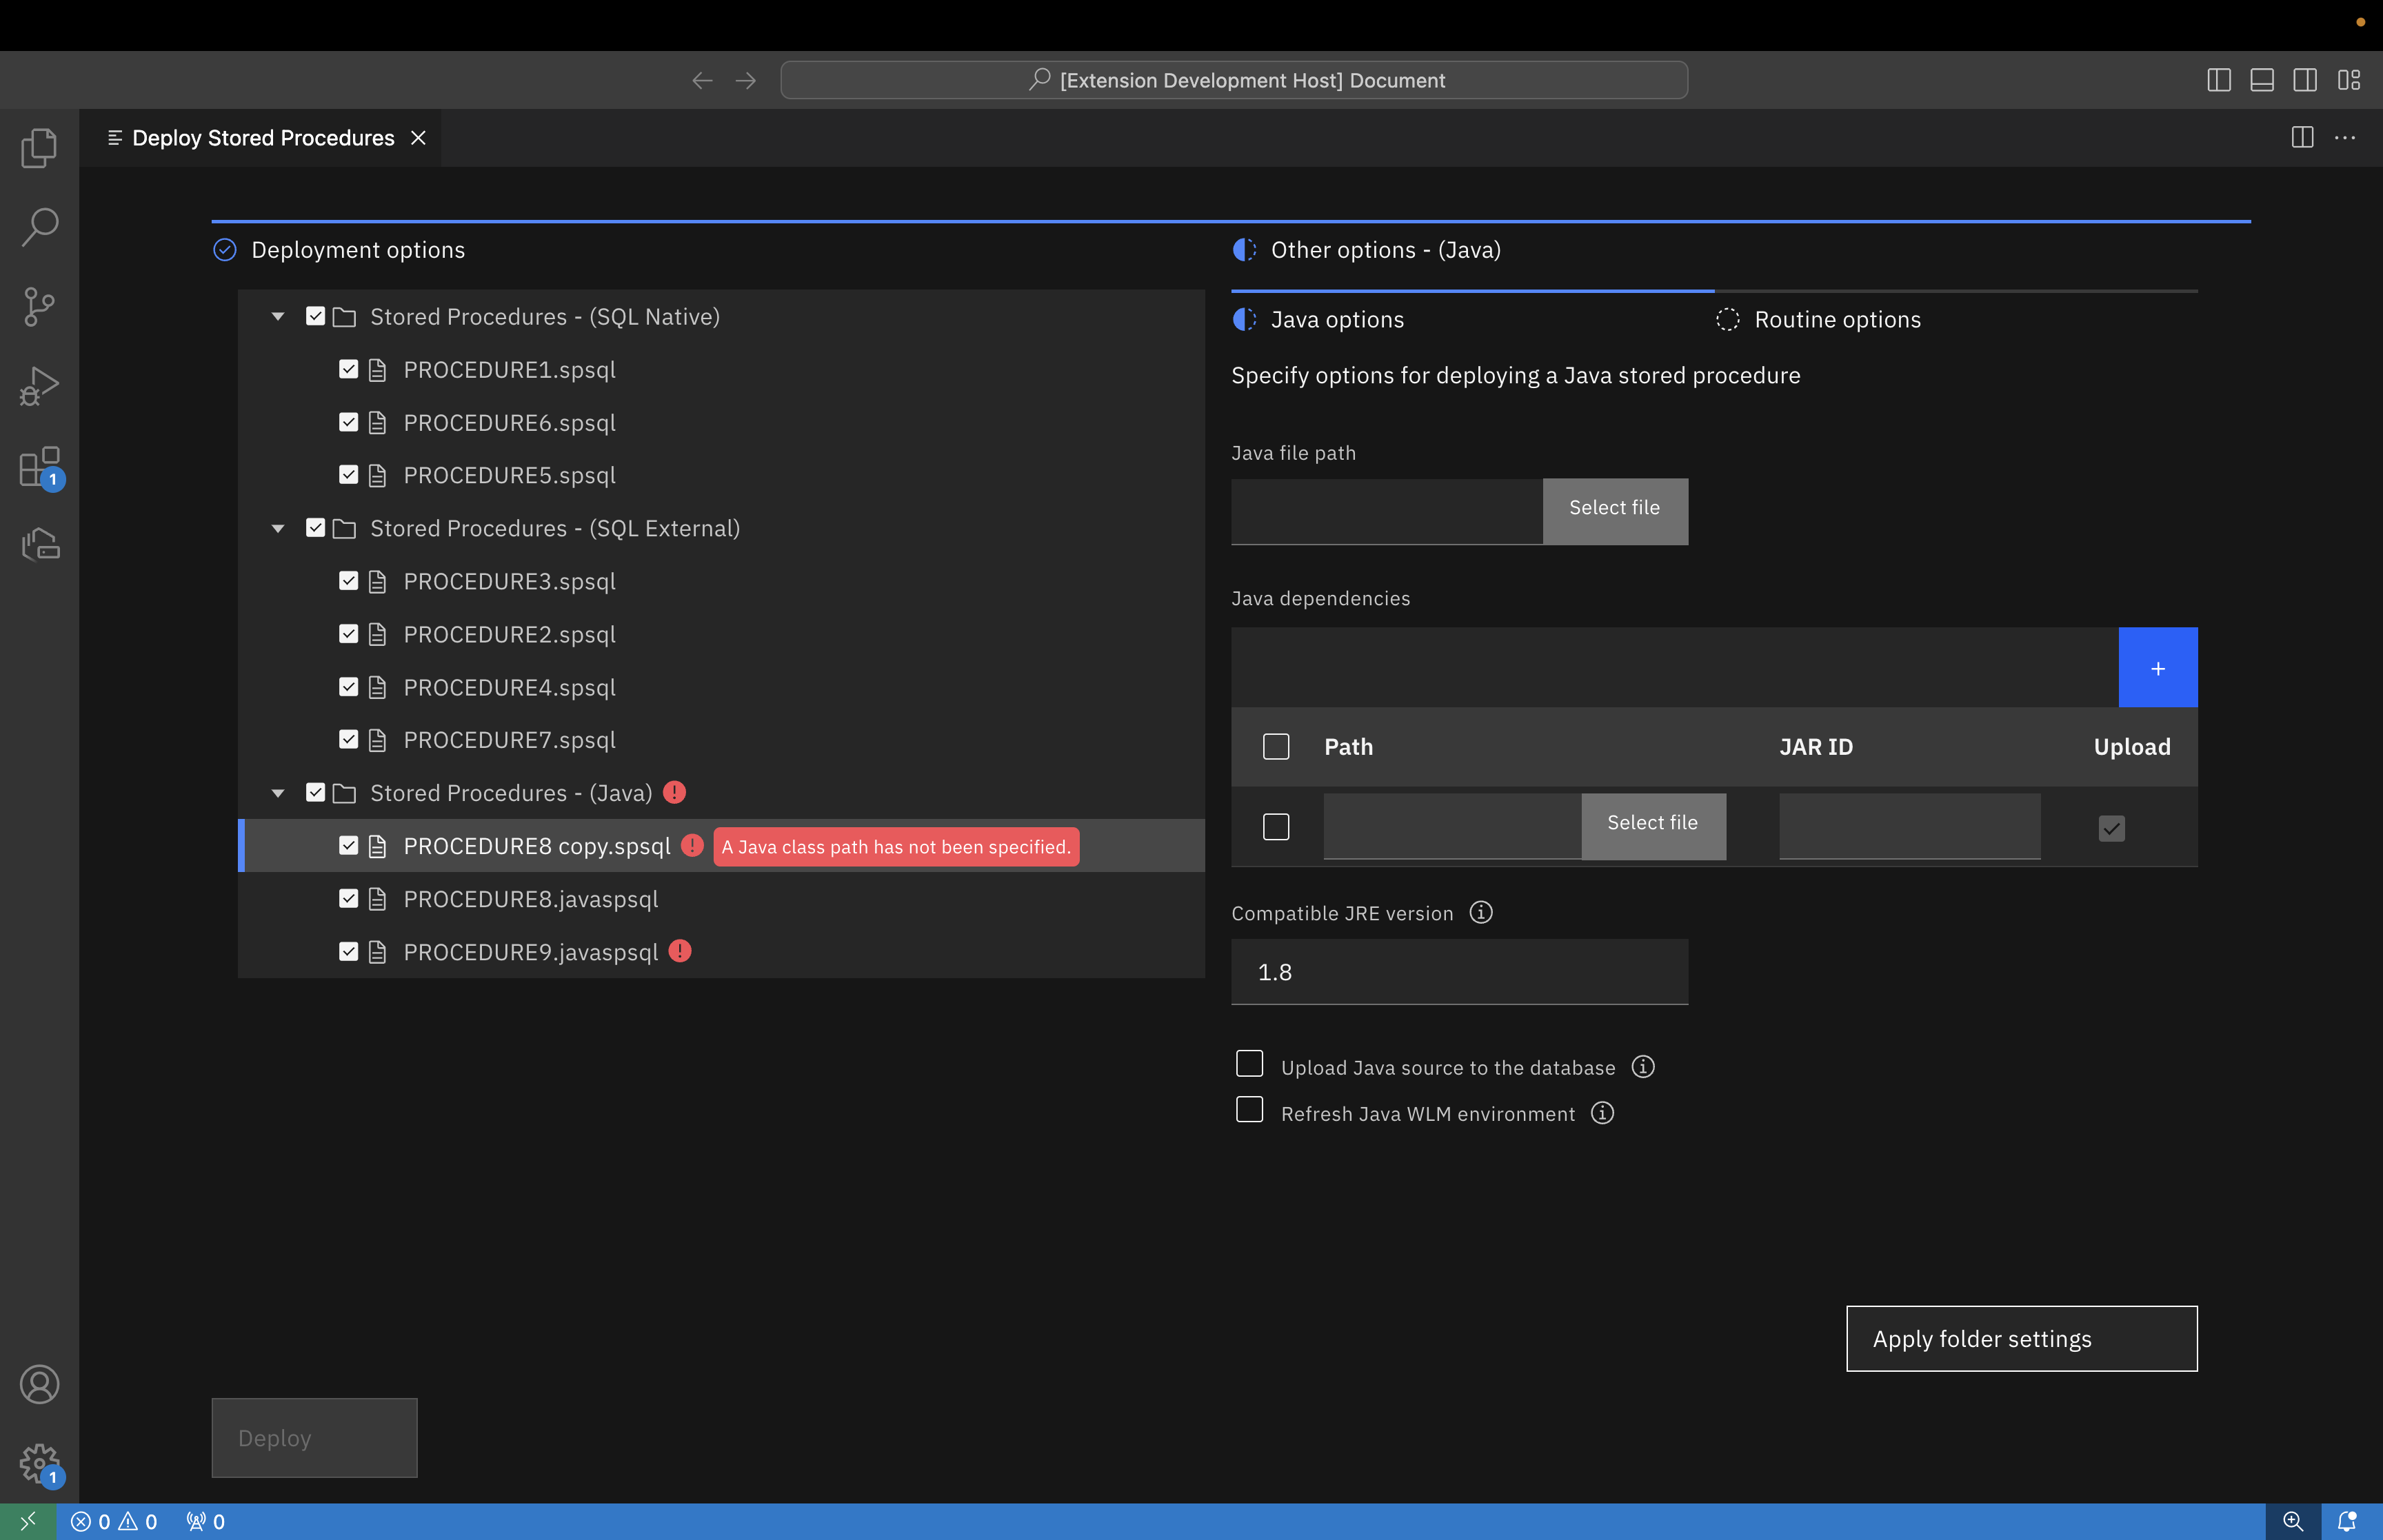 [Extension Development Host] Document
Deploy Stored Procedures
Deployment options
Stored Procedures - (SQL Native)
PROCEDURE1.spsql
PROCEDURE6.spsql
PROCEDURE5.spsql
Stored Procedures - (SQL External)
PROCEDURE3.spsql
PROCEDURE2.spsql
PROCEDURE4.spsql
PROCEDURE7.spsql
Stored Procedures - (Java)
PROCEDURE8 copy.spsql A Java class path has not been specified.
PROCEDURE8.javaspsql
PROCEDURE9.javaspsql
Other options - (Java)
Java options Routine options
Specify options for deploying a Java stored procedure
Java file path
Select file
Java dependencies
+
Path JAR ID Upload
Select file
Compatible JRE version
1.8
Upload Java source to the database
Refresh Java WLM environment
Apply folder settings
Deploy
1
1
0 0 0